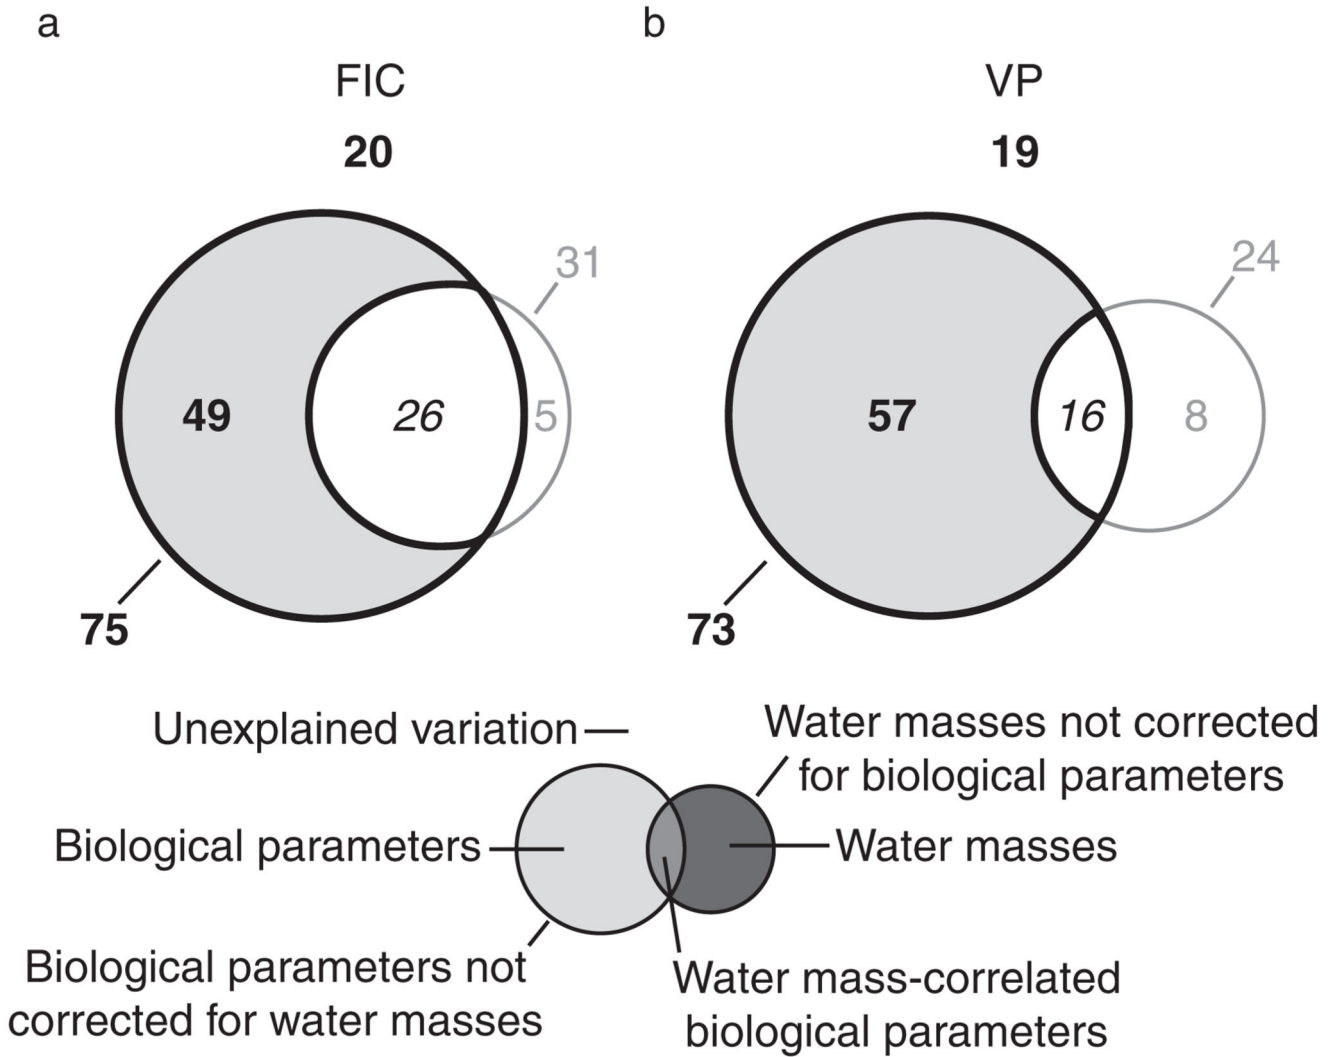 a
FIC
20
31
49
26
5
75
b
VP
19
24
57
16
8
73
Unexplained variation
Water masses not corrected
for biological parameters
Biological parameters
Water masses
Biological parameters not
corrected for water masses
Water mass-correlated
biological parameters